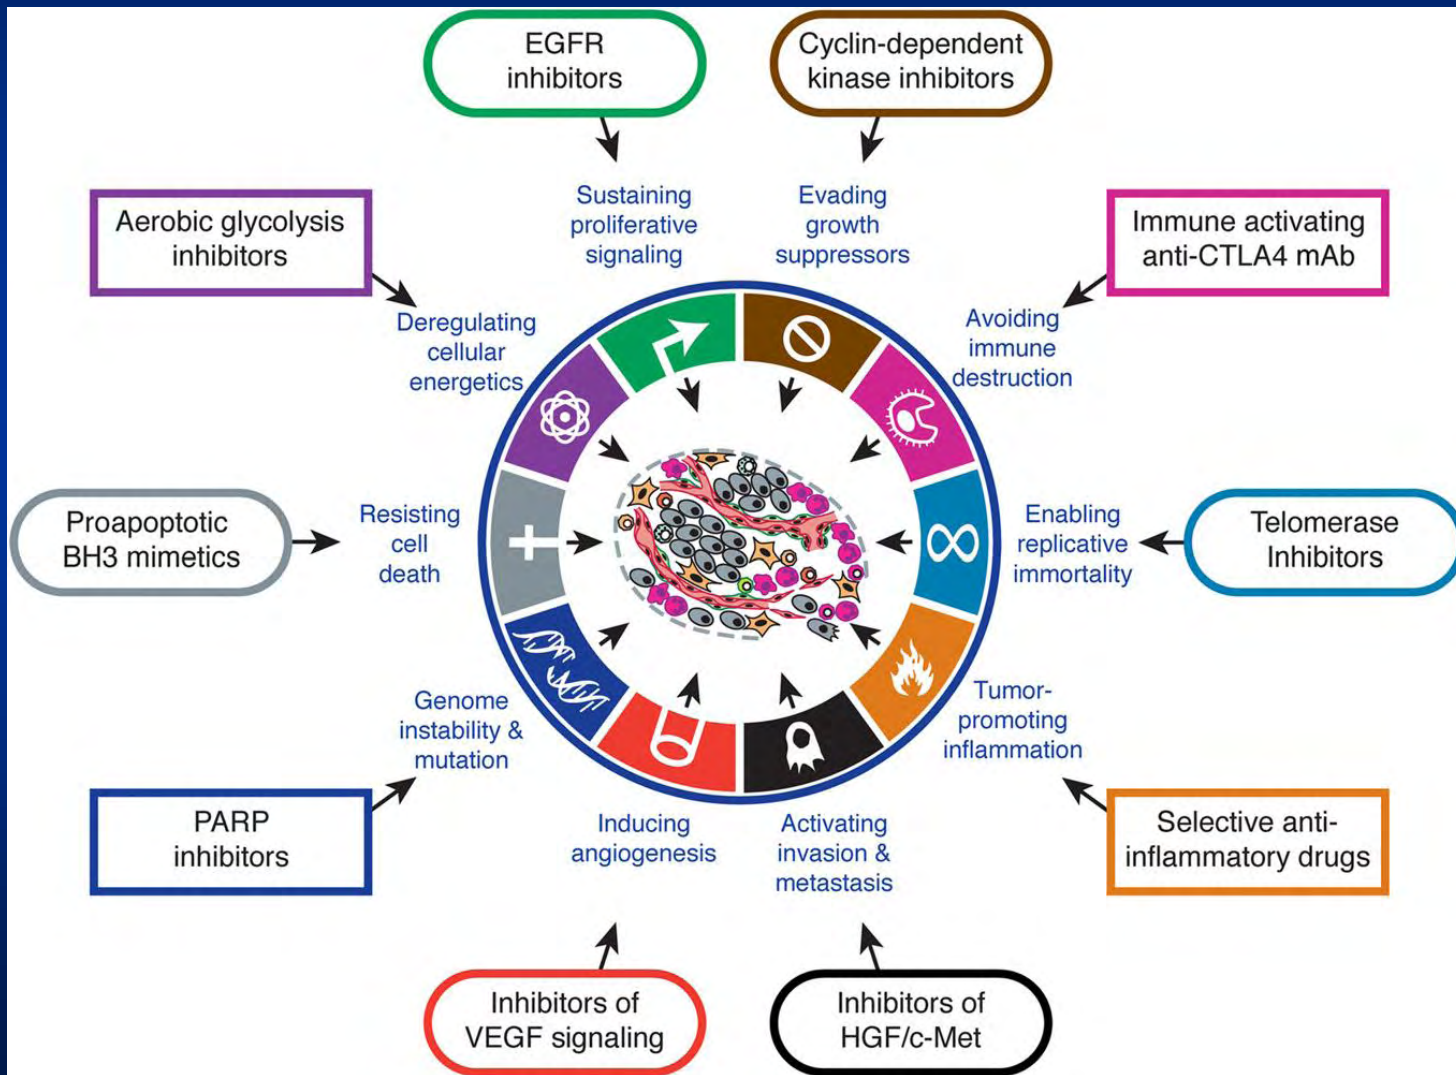 EGFR
inhibitors
Cyclin-dependent
kinase inhibitors
Sustaining
proliferative
signaling
Evading
growth
suppressors
Aerobic glycolysis
inhibitors
Immune activating
anti-CTLA4 mAb
Deregulating
cellular
energetics
Avoiding
immune
destruction
Proapoptotic
BH3 mimetics
Resisting
cell
death
Enabling
replicative
immortality
Telomerase
Inhibitors
Genome
instability &
mutation
Tumor-
promoting
inflammation
PARP
inhibitors
Inducing
angiogenesis
Activating
invasion &
metastasis
Selective anti-
inflammatory drugs
Inhibitors of
VEGF signaling
Inhibitors of
HGF/c-Met